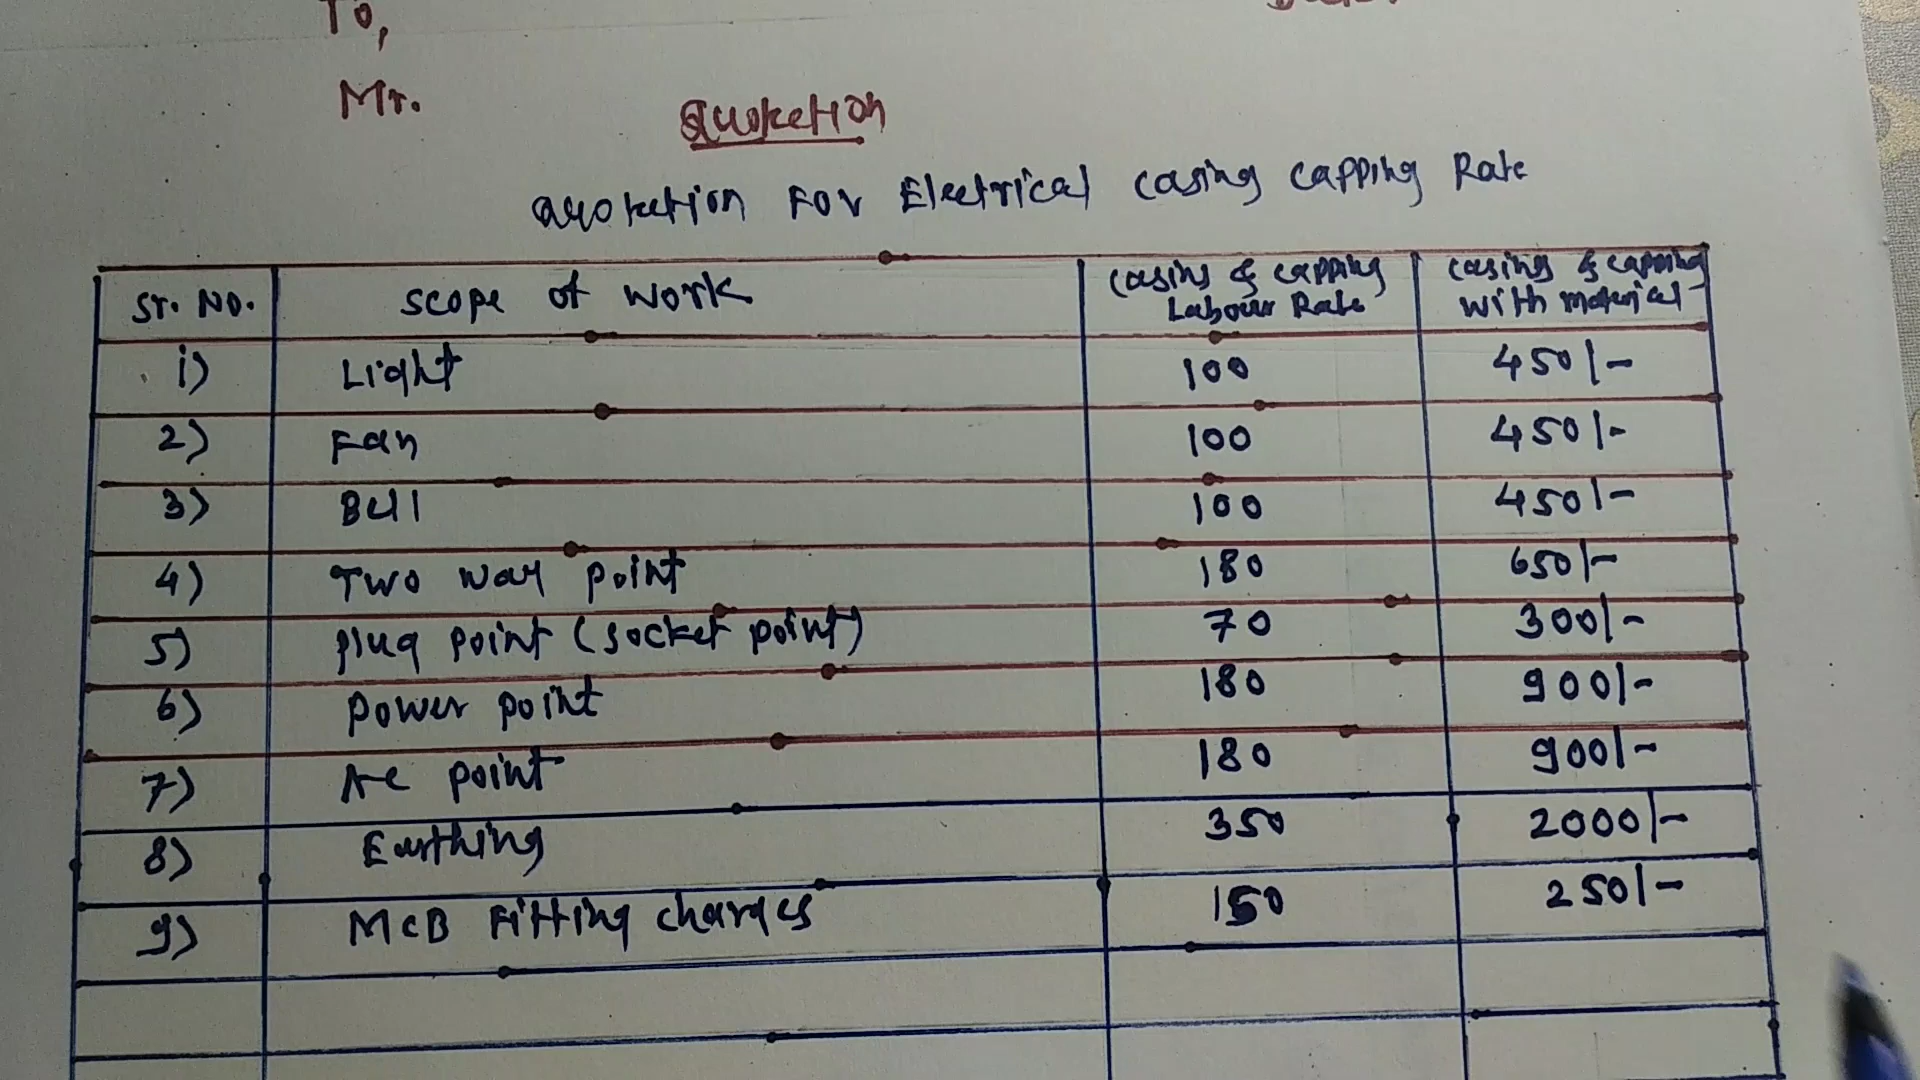 To,
Mr.
Quoketion
Quoketion For Electrical casing capping Rate
Sr. No. scope of work casing & capping Labour Rate casing & capping with material
1) Light 100 450/-
2) Fan 100 450/-
3) Bell 100 450/-
4) Two way point 180 650/-
5) plug point (socket point) 70 300/-
6) power point 180 900/-
7) Ac point 180 900/-
8) Earthing 350 2000/-
9) MCB Fitting charges 150 250/-